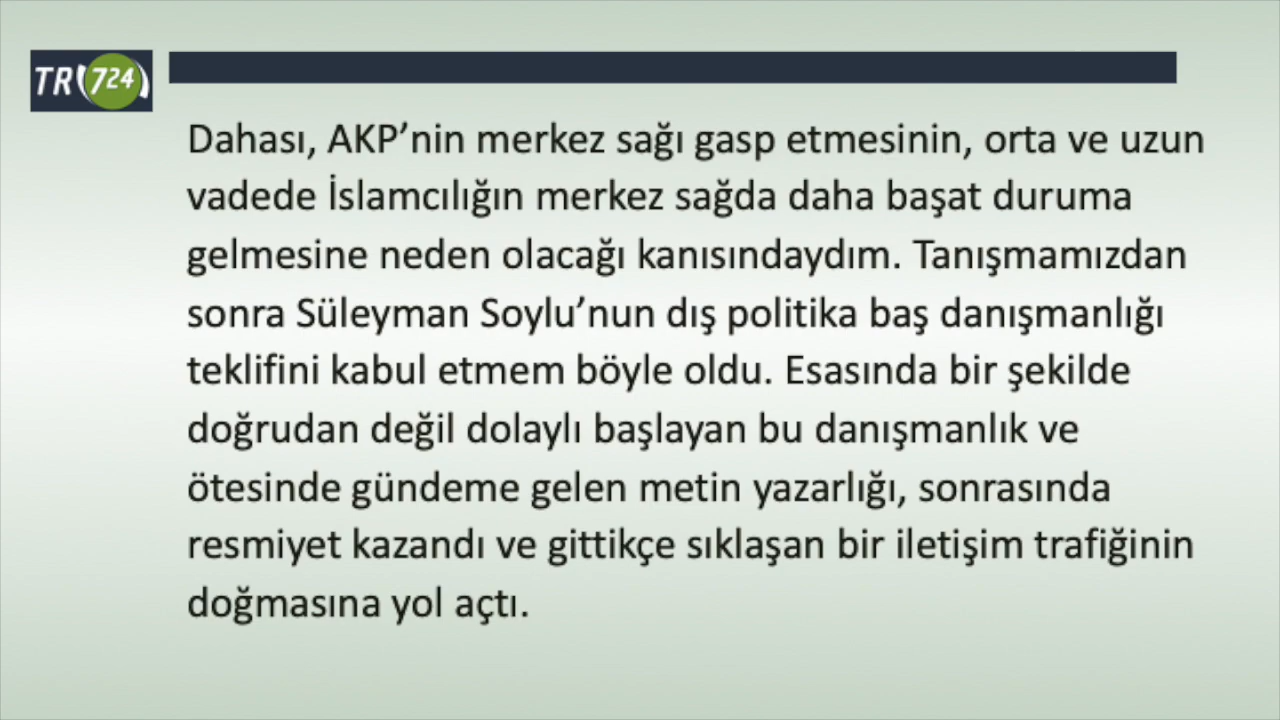 TR724
Dahası, AKP’nin merkez sağı gasp etmesinin, orta ve uzun
vadede İslamcılığın merkez sağda daha başat duruma
gelmesine neden olacağı kanısındaydım. Tanışmamızdan
sonra Süleyman Soylu’nun dış politika baş danışmanlığı
teklifini kabul etmem böyle oldu. Esasında bir şekilde
doğrudan değil dolaylı başlayan bu danışmanlık ve
ötesinde gündeme gelen metin yazarlığı, sonrasında
resmiyet kazandı ve gittikçe sıklaşan bir iletişim trafiğinin
doğmasına yol açtı.